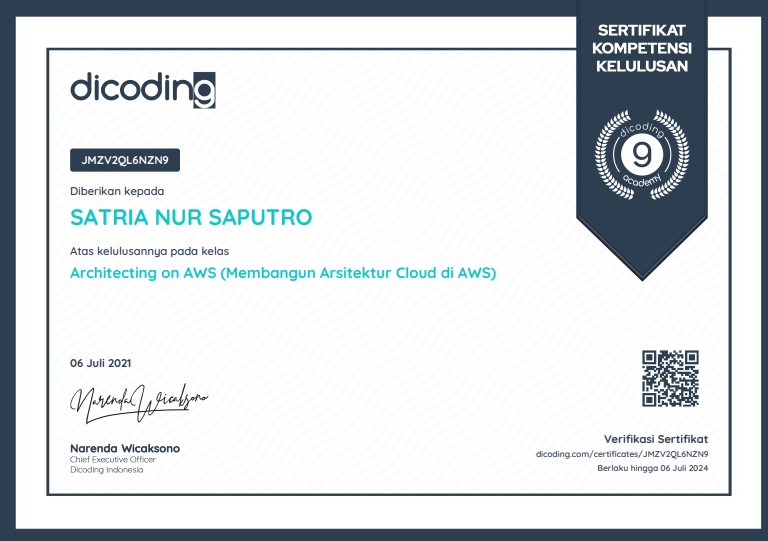 SERTIFIKAT
KOMPETENSI
KELULUSAN
dicoding
dicoding
9
academy
JMZV2QL6NZN9
Diberikan kepada
SATRIA NUR SAPUTRO
Atas kelulusannya pada kelas
Architecting on AWS (Membangun Arsitektur Cloud di AWS)
06 Juli 2021
Narenda Wicaksono
Narenda Wicaksono
Chief Executive Officer
Dicoding Indonesia
Verifikasi Sertifikat
dicoding.com/certificates/JMZV2QL6NZN9
Berlaku hingga 06 Juli 2024